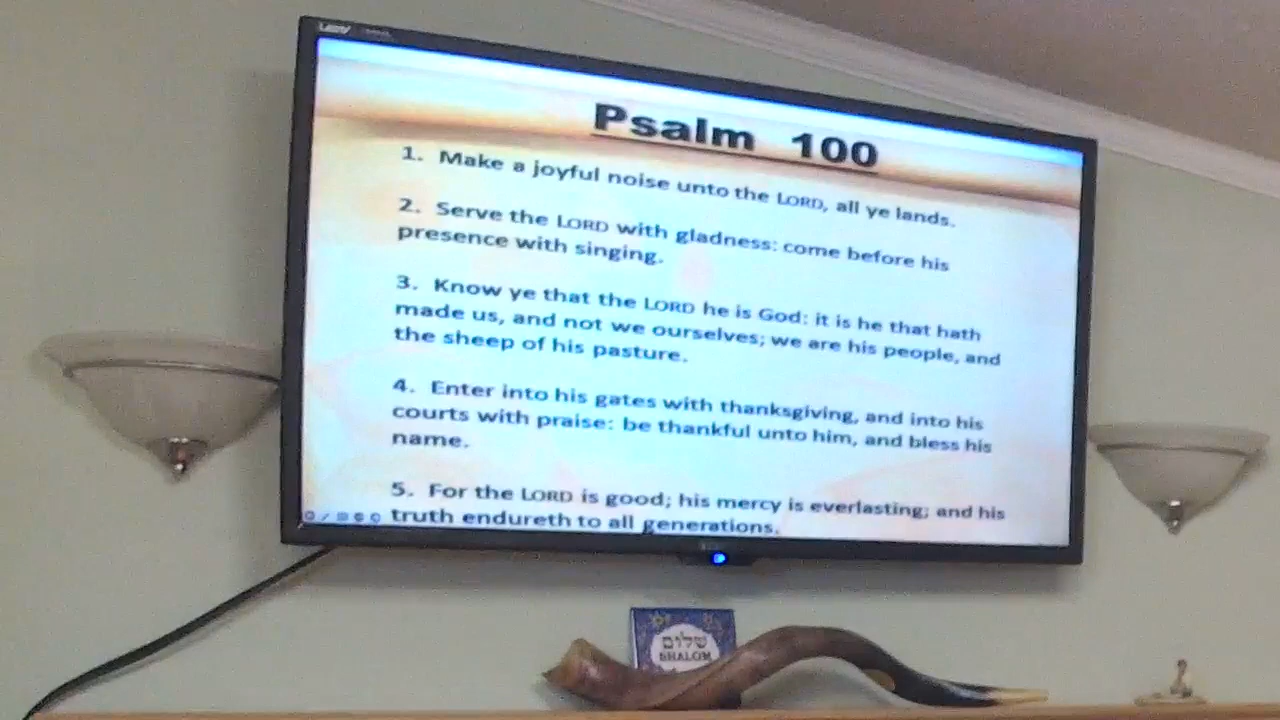 Psalm 100
1. Make a joyful noise unto the LORD, all ye lands.
2. Serve the LORD with gladness: come before his
presence with singing.
3. Know ye that the LORD he is God: it is he that hath
made us, and not we ourselves; we are his people, and
the sheep of his pasture.
4. Enter into his gates with thanksgiving, and into his
courts with praise: be thankful unto him, and bless his
name.
5. For the LORD is good; his mercy is everlasting; and his
truth endureth to all generations.
שלום
SHALOM